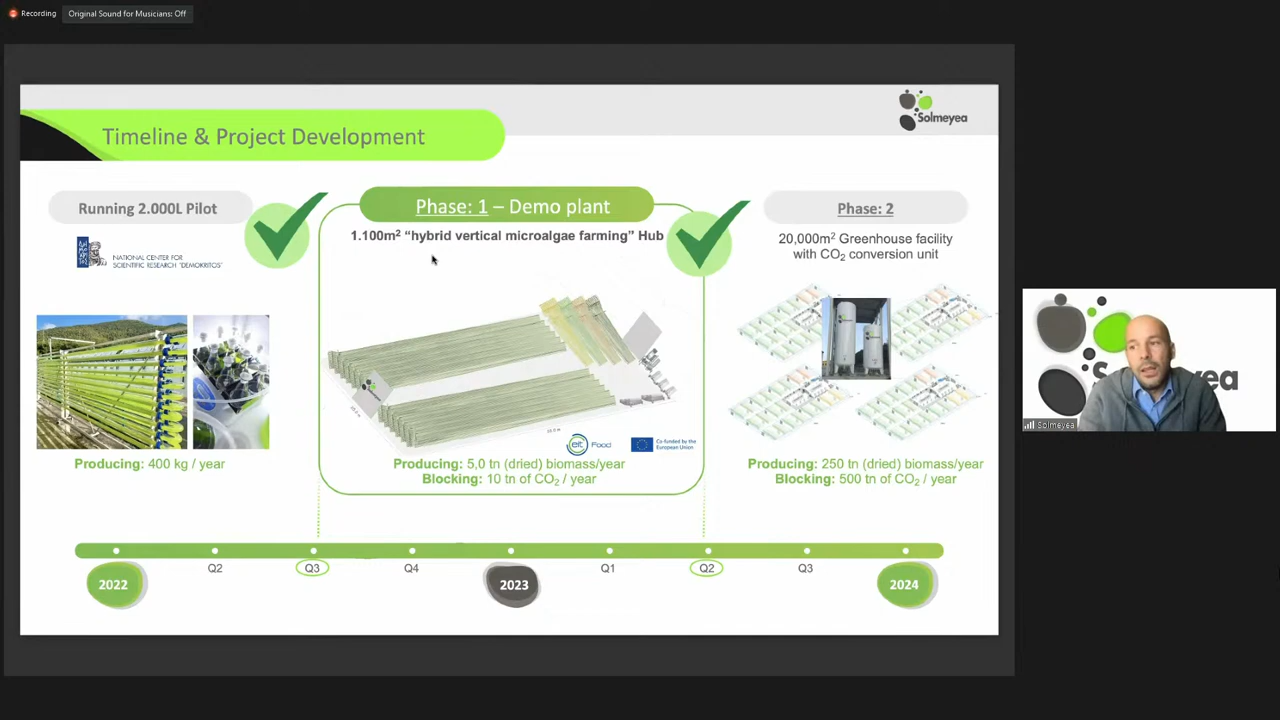 Recording
Original Sound for Musicians: Off
Timeline & Project Development
Solmeyea
Running 2.000L Pilot
NATIONAL CENTER FOR
SCIENTIFIC RESEARCH "DEMOKRITOS"
Producing: 400 kg / year
Phase: 1 – Demo plant
1.100m² “hybrid vertical microalgae farming” Hub
eit Food
Co-funded by the
European Union
Producing: 5,0 tn (dried) biomass/year
Blocking: 10 tn of CO₂ / year
Phase: 2
20,000m² Greenhouse facility
with CO₂ conversion unit
Producing: 250 tn (dried) biomass/year
Blocking: 500 tn of CO₂ / year
2022
Q2
Q3
Q4
2023
Q1
Q2
Q3
2024
Solmeyea